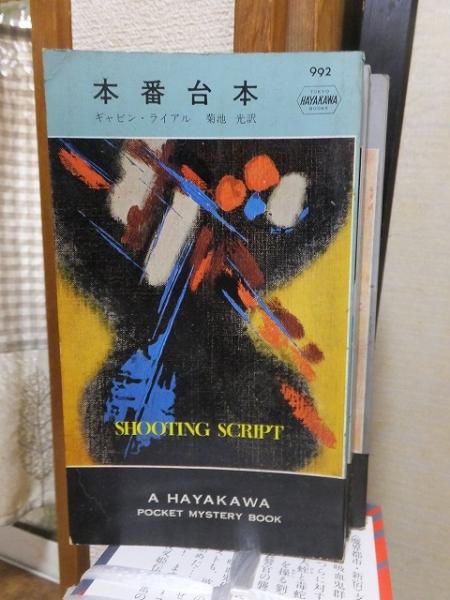 992
本番台本
TOKYO
HAYAKAWA
BOOKS
ギャビン・ライアル 菊池 光訳
SHOOTING SCRIPT
A HAYAKAWA
POCKET MYSTERY BOOK